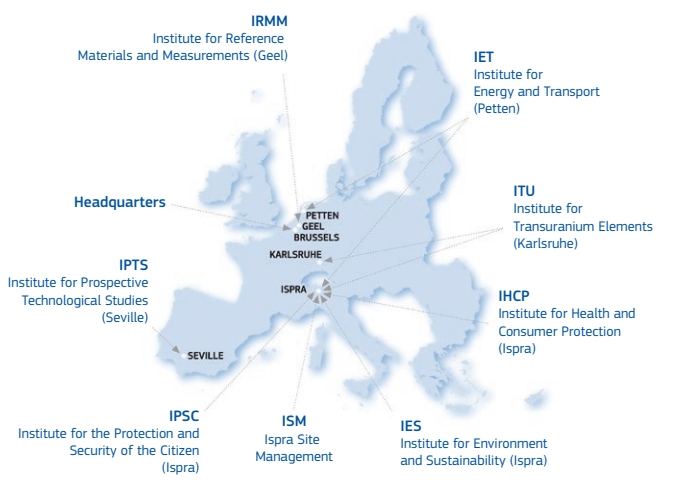 IRMM
Institute for Reference
Materials and Measurements (Geel)
IET
Institute for
Energy and Transport
(Petten)
Headquarters
ITU
Institute for
Transuranium Elements
(Karlsruhe)
PETTEN
GEEL
BRUSSELS
KARLSRUHE
IPTS
Institute for Prospective
Technological Studies
(Seville)
ISPRA
IHCP
Institute for Health and
Consumer Protection
(Ispra)
SEVILLE
IPSC
Institute for the Protection and
Security of the Citizen
(Ispra)
ISM
Ispra Site
Management
IES
Institute for Environment
and Sustainability (Ispra)